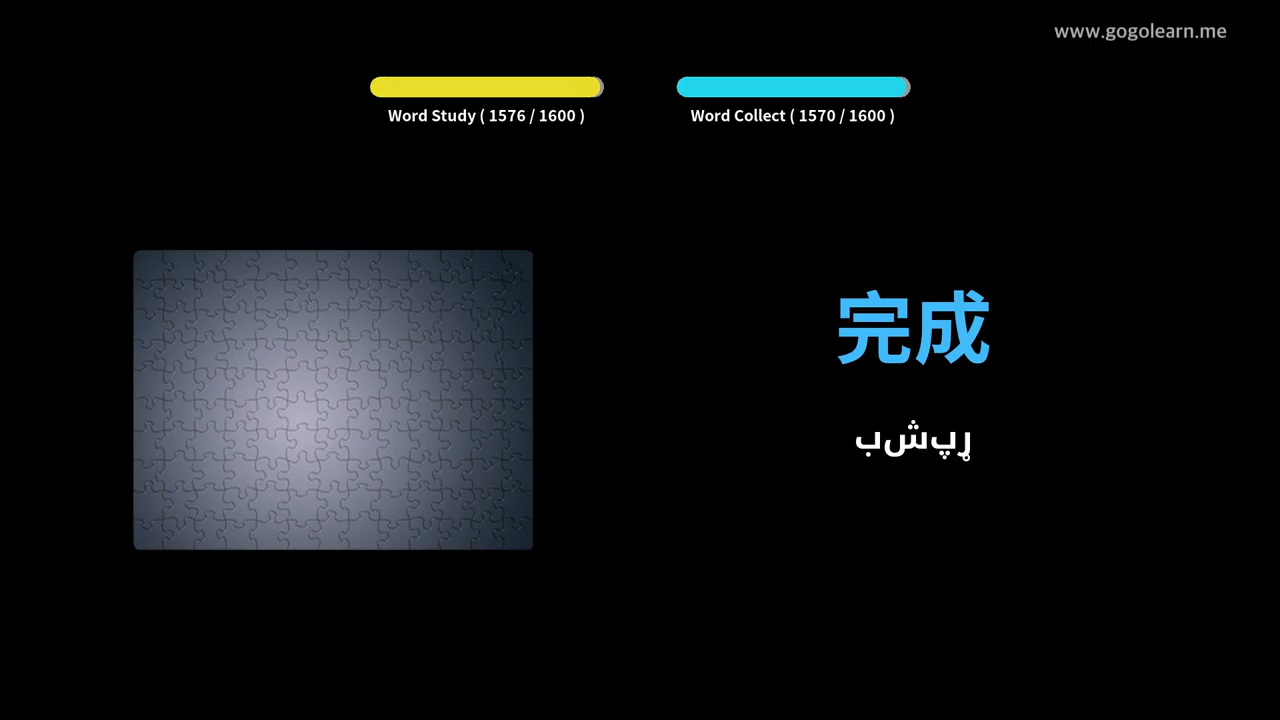 www.gogolearn.me
Word Study ( 1576 / 1600 )
Word Collect ( 1570 / 1600 )
完成
بشپړ